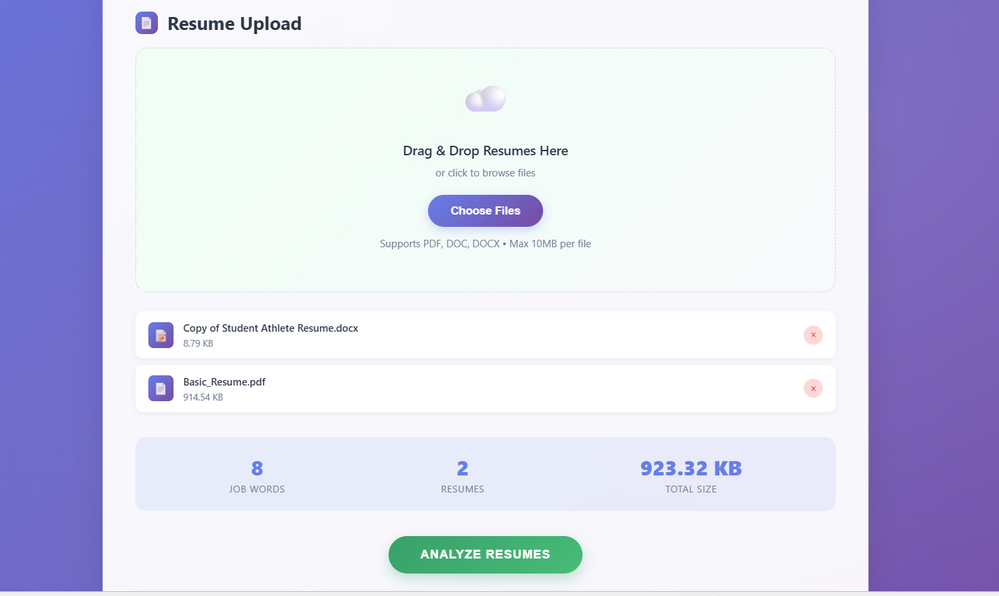 Resume Upload
Drag & Drop Resumes Here
or click to browse files
Choose Files
Supports PDF, DOC, DOCX • Max 10MB per file
Copy of Student Athlete Resume.docx
8.79 KB
×
Basic_Resume.pdf
914.54 KB
×
8
JOB WORDS
2
RESUMES
923.32 KB
TOTAL SIZE
ANALYZE RESUMES